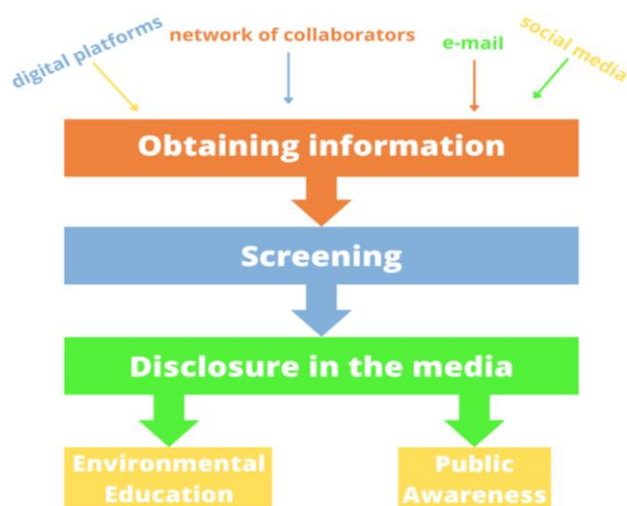 digital platforms
network of collaborators
e-mail
social media
Obtaining information
Screening
Disclosure in the media
Environmental
Education
Public
Awareness